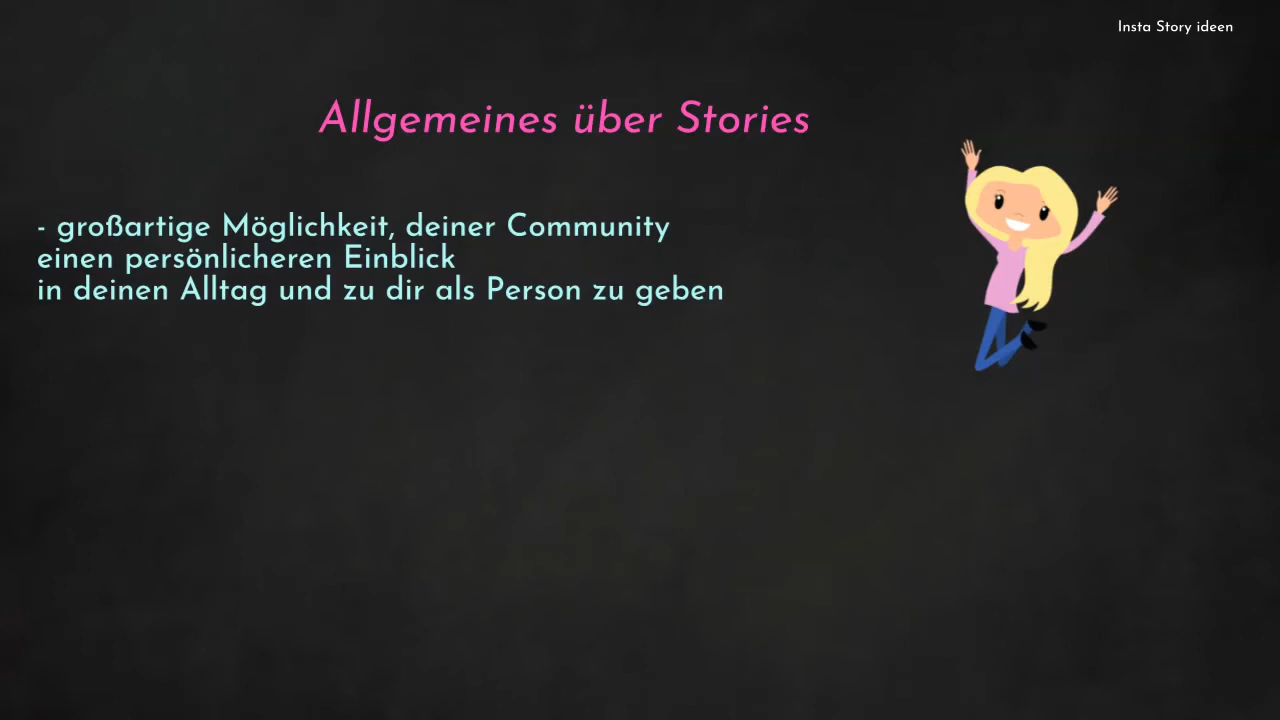 Insta Story ideen
Allgemeines über Stories
- großartige Möglichkeit, deiner Community
einen persönlicheren Einblick
in deinen Alltag und zu dir als Person zu geben